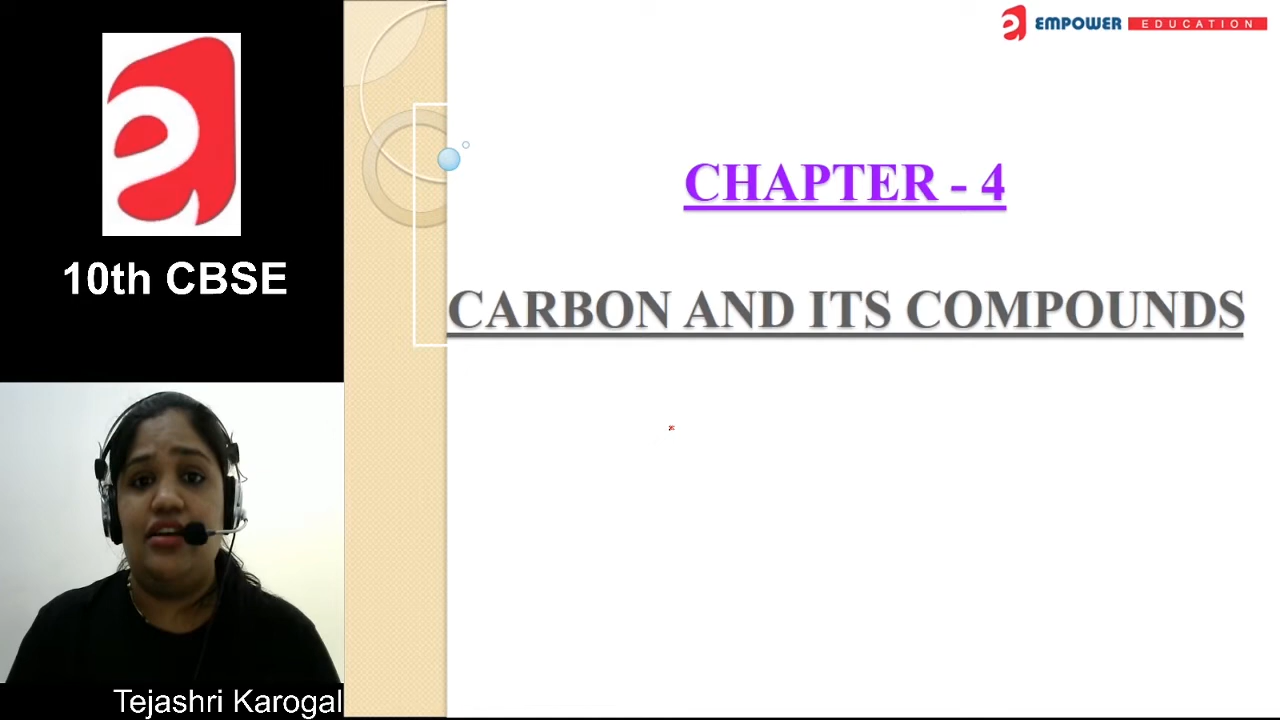 EMPOWER EDUCATION
10th CBSE
CHAPTER - 4
CARBON AND ITS COMPOUNDS
Tejashri Karogal